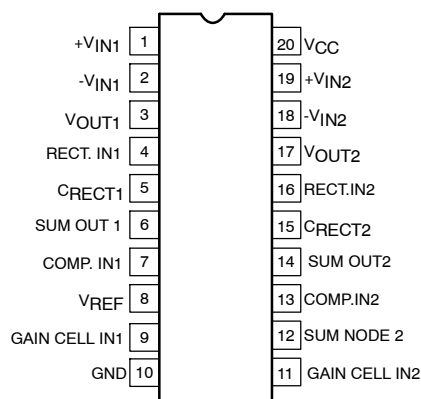 +VIN1 1
-VIN1 2
VOUT1 3
RECT. IN1 4
CRECT1 5
SUM OUT 1 6
COMP. IN1 7
VREF 8
GAIN CELL IN1 9
GND 10
20 VCC
19 +VIN2
18 -VIN2
17 VOUT2
16 RECT.IN2
15 CRECT2
14 SUM OUT2
13 COMP.IN2
12 SUM NODE 2
11 GAIN CELL IN2